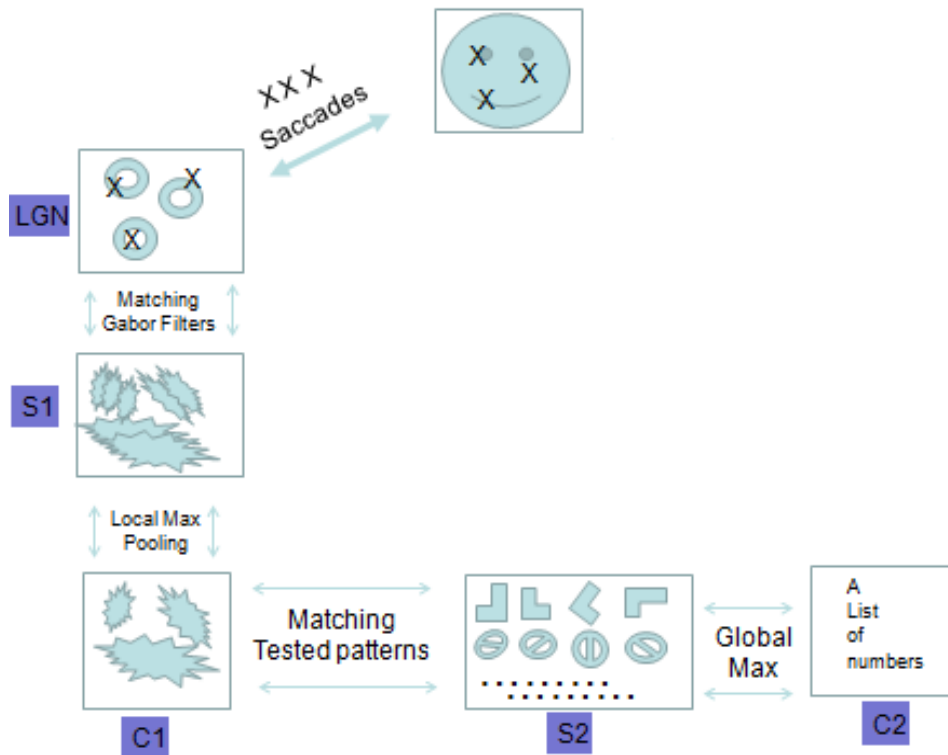 X
X
X
X X X
Saccades
LGN
X
X
X
Matching
Gabor Filters
S1
Local Max
Pooling
C1
Matching
Tested patterns
S2
Global
Max
A
List
of
numbers
C2